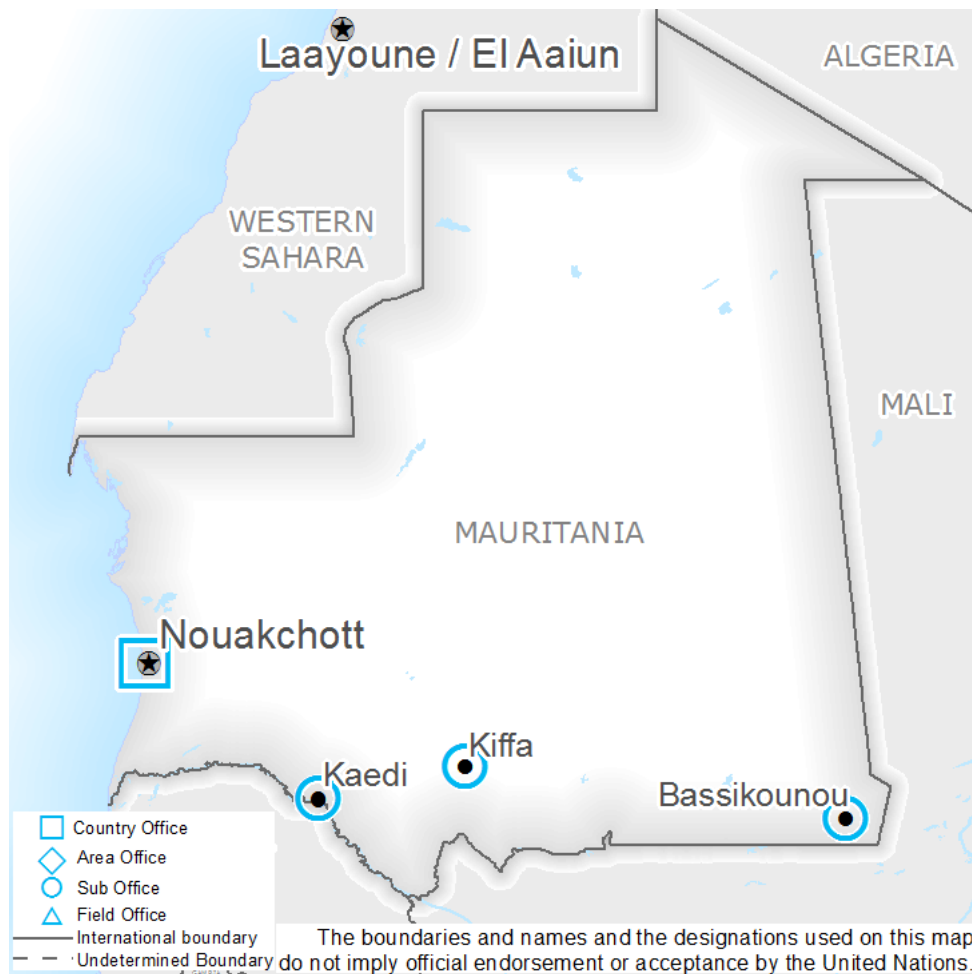 Laayoune / El Aaiun
ALGERIA
WESTERN
SAHARA
MALI
MAURITANIA
Nouakchott
Kiffa
Kaedi
Bassikounou
Country Office
Area Office
Sub Office
Field Office
International boundary
Undetermined Boundary
The boundaries and names and the designations used on this map
do not imply official endorsement or acceptance by the United Nations.